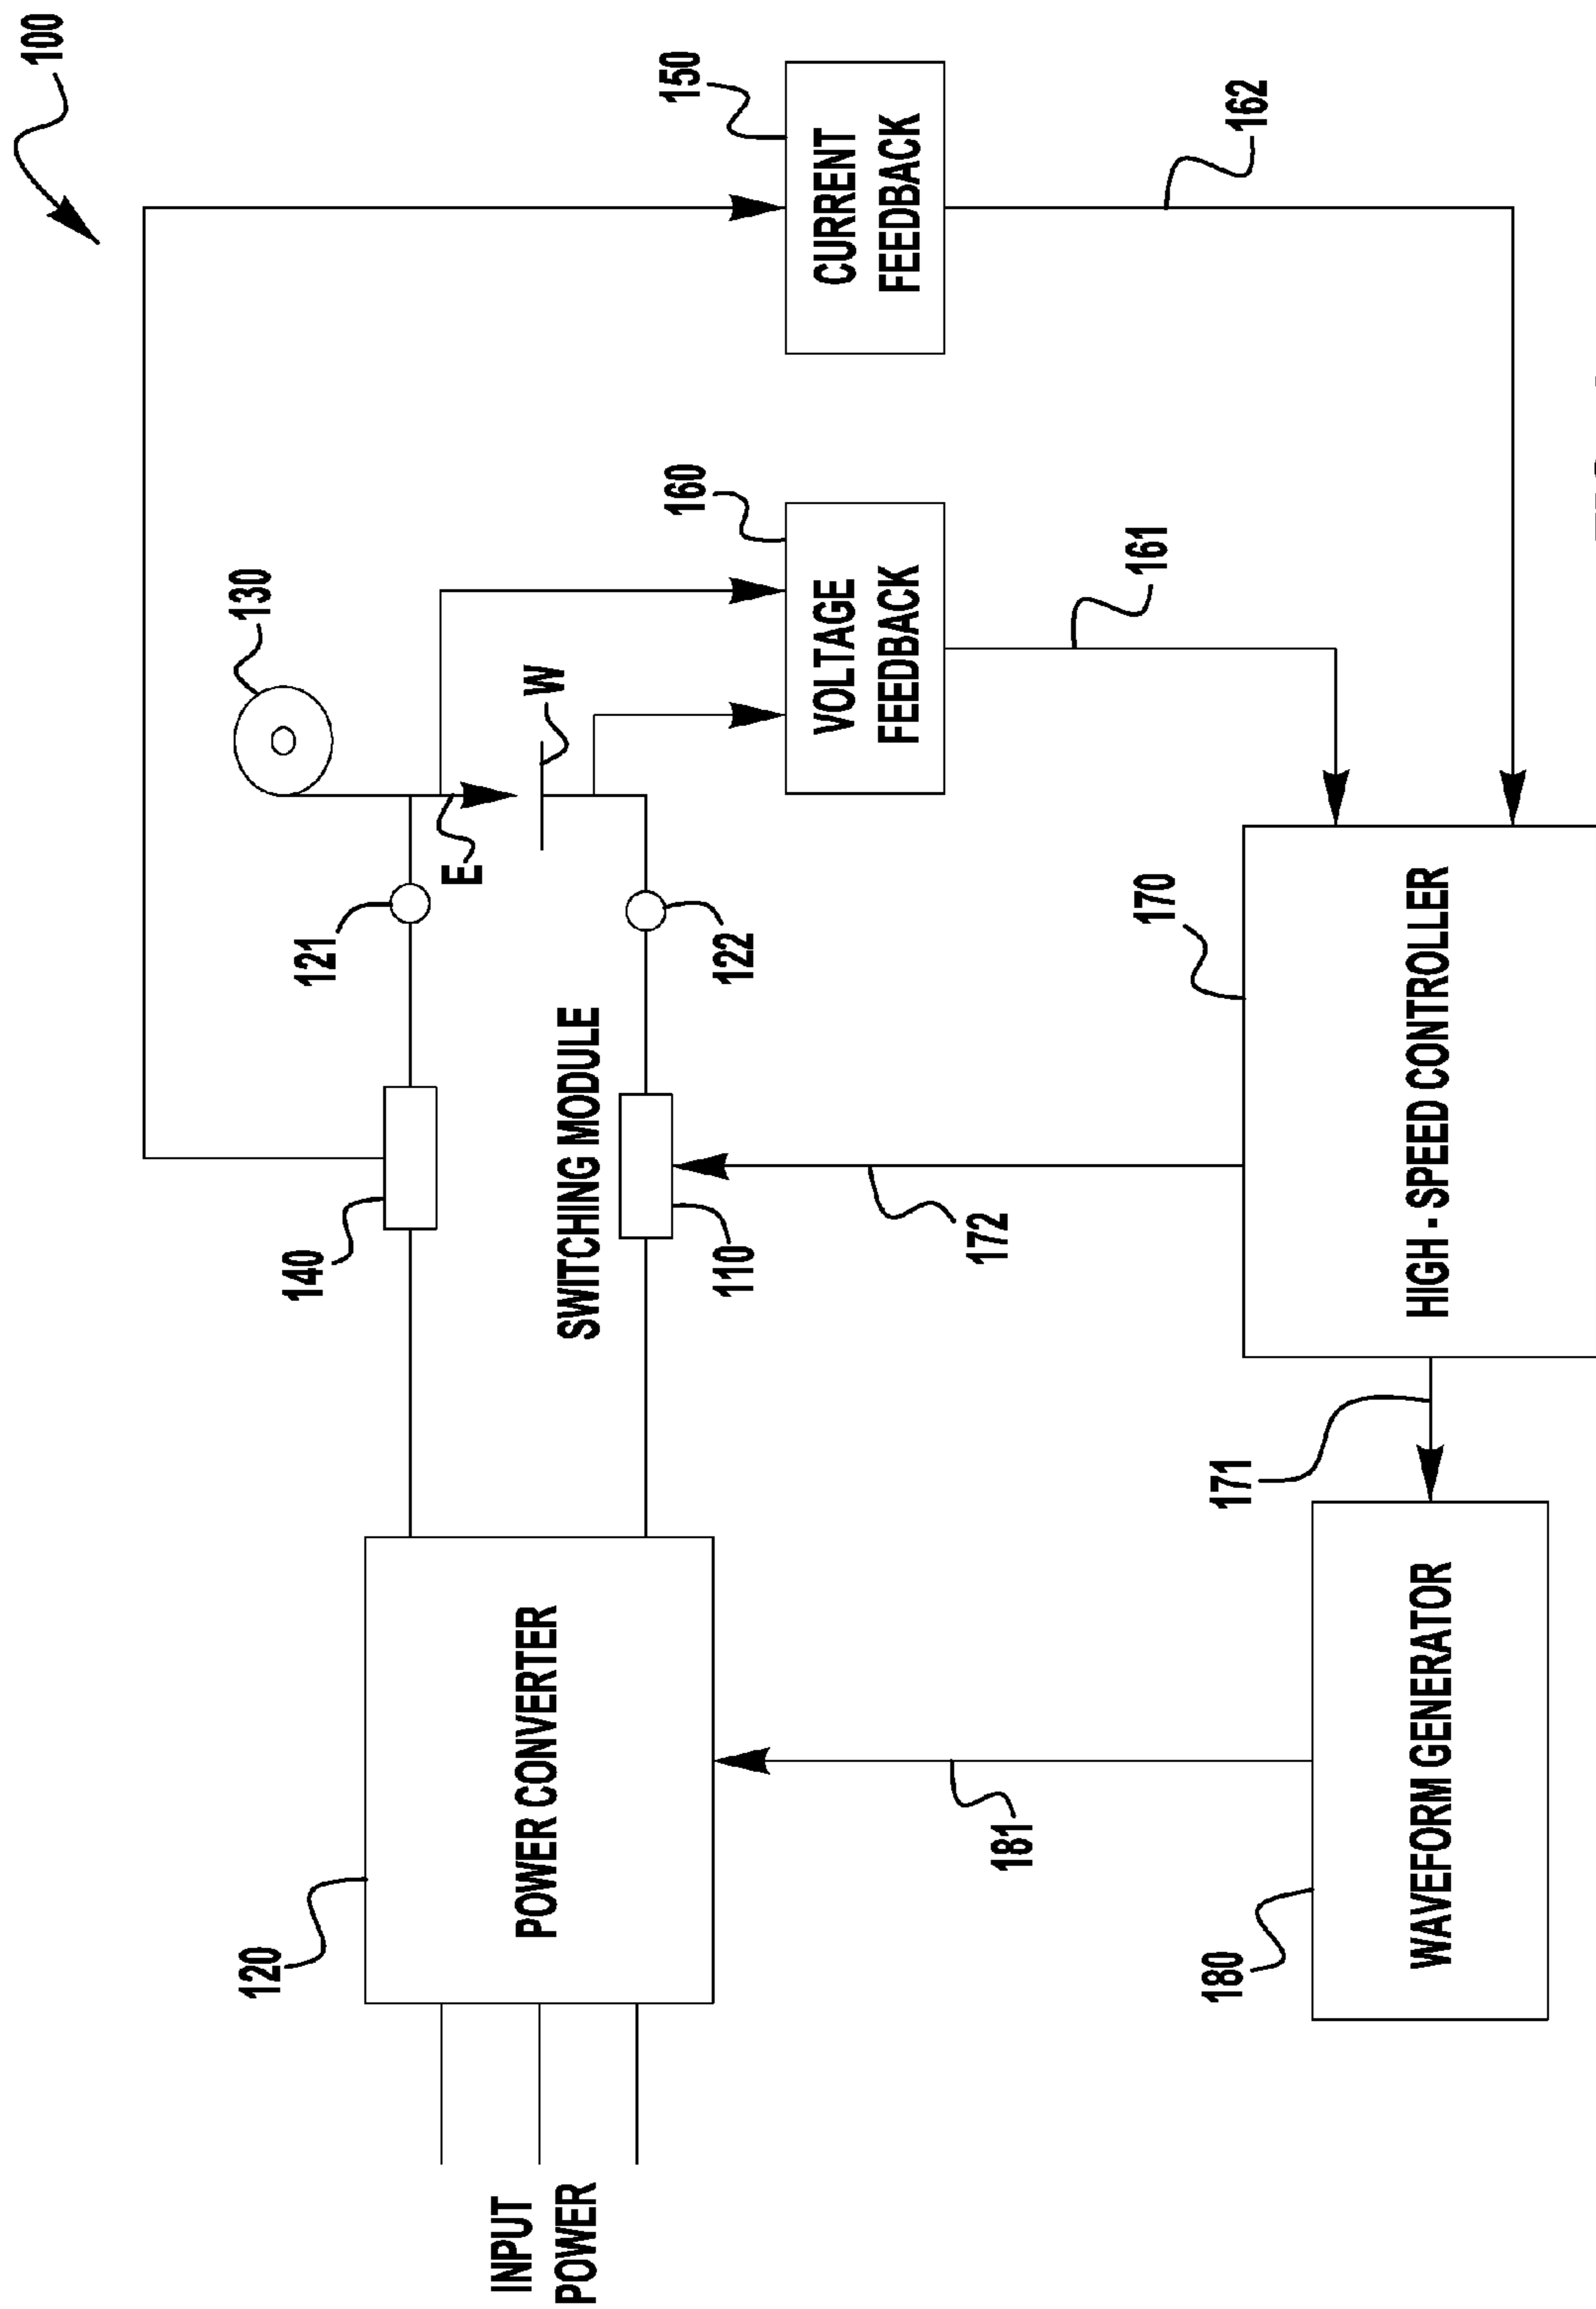 100
130
140
121
E
W
160
150
CURRENT
FEEDBACK
162
VOLTAGE
FEEDBACK
161
122
SWITCHING MODULE
110
172
170
HIGH - SPEED CONTROLLER
171
120
POWER CONVERTER
INPUT
POWER
181
180
WAVEFORM GENERATOR